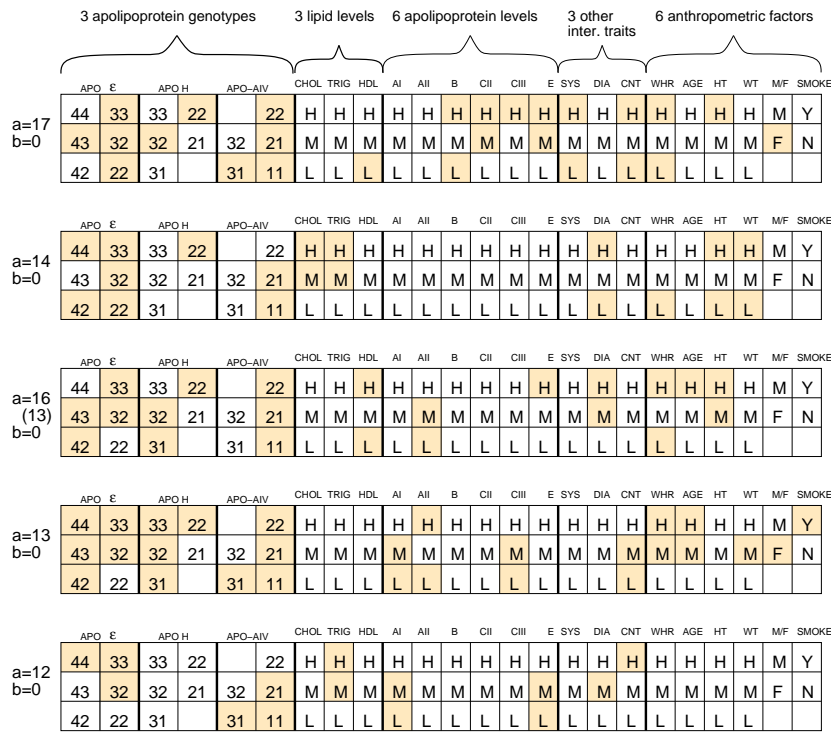 3 apolipoprotein genotypes 3 lipid levels 6 apolipoprotein levels 3 other inter. traits 6 anthropometric factors
APO ε APO H APO–AIV CHOL TRIG HDL AI AII B CII CIII E SYS DIA CNT WHR AGE HT WT M/F SMOKE
a=17
b=0
44 33 33 22 22 H H H H H H H H H H H H H H H H M Y
43 32 32 21 32 21 M M M M M M M M M M M M M M M M F N
42 22 31 31 11 L L L L L L L L L L L L L L L L
APO ε APO H APO–AIV CHOL TRIG HDL AI AII B CII CIII E SYS DIA CNT WHR AGE HT WT M/F SMOKE
a=14
b=0
44 33 33 22 22 H H H H H H H H H H H H H H H H M Y
43 32 32 21 32 21 M M M M M M M M M M M M M M M M F N
42 22 31 31 11 L L L L L L L L L L L L L L L L
APO ε APO H APO–AIV CHOL TRIG HDL AI AII B CII CIII E SYS DIA CNT WHR AGE HT WT M/F SMOKE
a=16
(13)
b=0
44 33 33 22 22 H H H H H H H H H H H H H H H H M Y
43 32 32 21 32 21 M M M M M M M M M M M M M M M M F N
42 22 31 31 11 L L L L L L L L L L L L L L L L
APO ε APO H APO–AIV CHOL TRIG HDL AI AII B CII CIII E SYS DIA CNT WHR AGE HT WT M/F SMOKE
a=13
b=0
44 33 33 22 22 H H H H H H H H H H H H H H H H M Y
43 32 32 21 32 21 M M M M M M M M M M M M M M M M F N
42 22 31 31 11 L L L L L L L L L L L L L L L L
APO ε APO H APO–AIV CHOL TRIG HDL AI AII B CII CIII E SYS DIA CNT WHR AGE HT WT M/F SMOKE
a=12
b=0
44 33 33 22 22 H H H H H H H H H H H H H H H H M Y
43 32 32 21 32 21 M M M M M M M M M M M M M M M M F N
42 22 31 31 11 L L L L L L L L L L L L L L L L